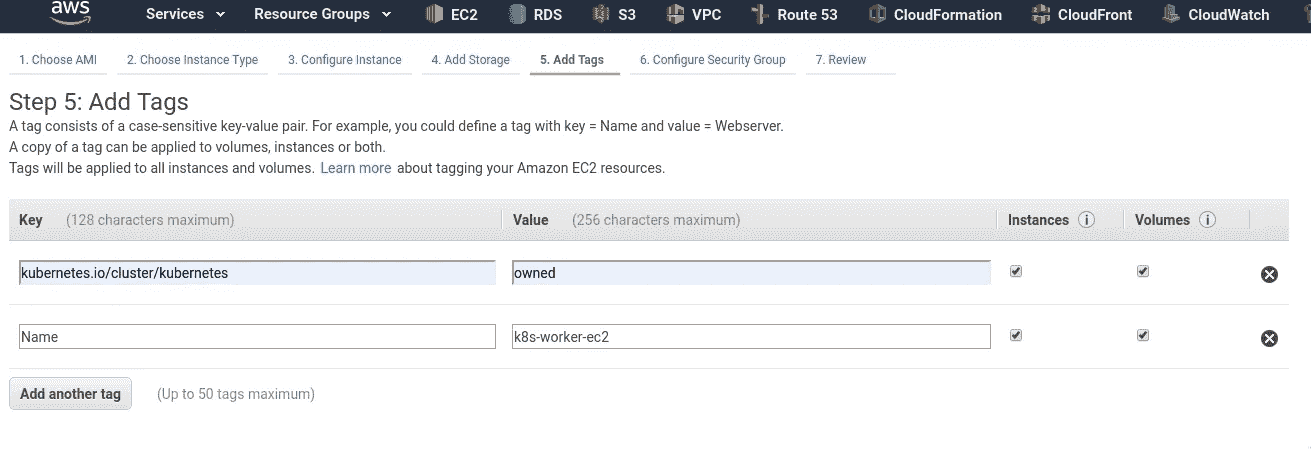 aws Services Resource Groups EC2 RDS S3 VPC Route 53 CloudFormation CloudFront CloudWatch
1. Choose AMI 2. Choose Instance Type 3. Configure Instance 4. Add Storage 5. Add Tags 6. Configure Security Group 7. Review
Step 5: Add Tags
A tag consists of a case-sensitive key-value pair. For example, you could define a tag with key = Name and value = Webserver.
A copy of a tag can be applied to volumes, instances or both.
Tags will be applied to all instances and volumes. Learn more about tagging your Amazon EC2 resources.
Key (128 characters maximum) Value (256 characters maximum) Instances i Volumes i
kubernetes.io/cluster/kubernetes owned
Name k8s-worker-ec2
Add another tag (Up to 50 tags maximum)